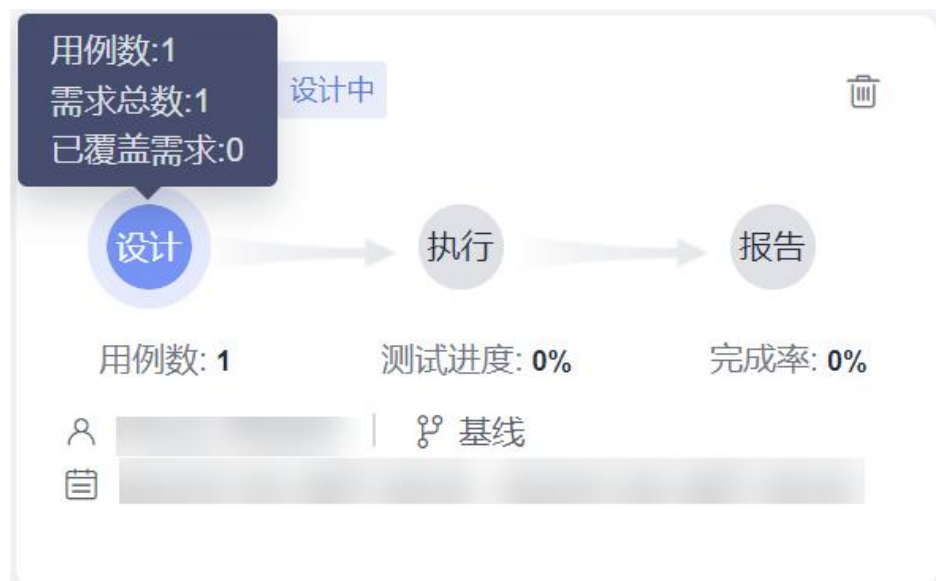 用例数:1
需求总数:1
已覆盖需求:0
设计中
设计
执行
报告
用例数: 1
测试进度: 0%
完成率: 0%
基线